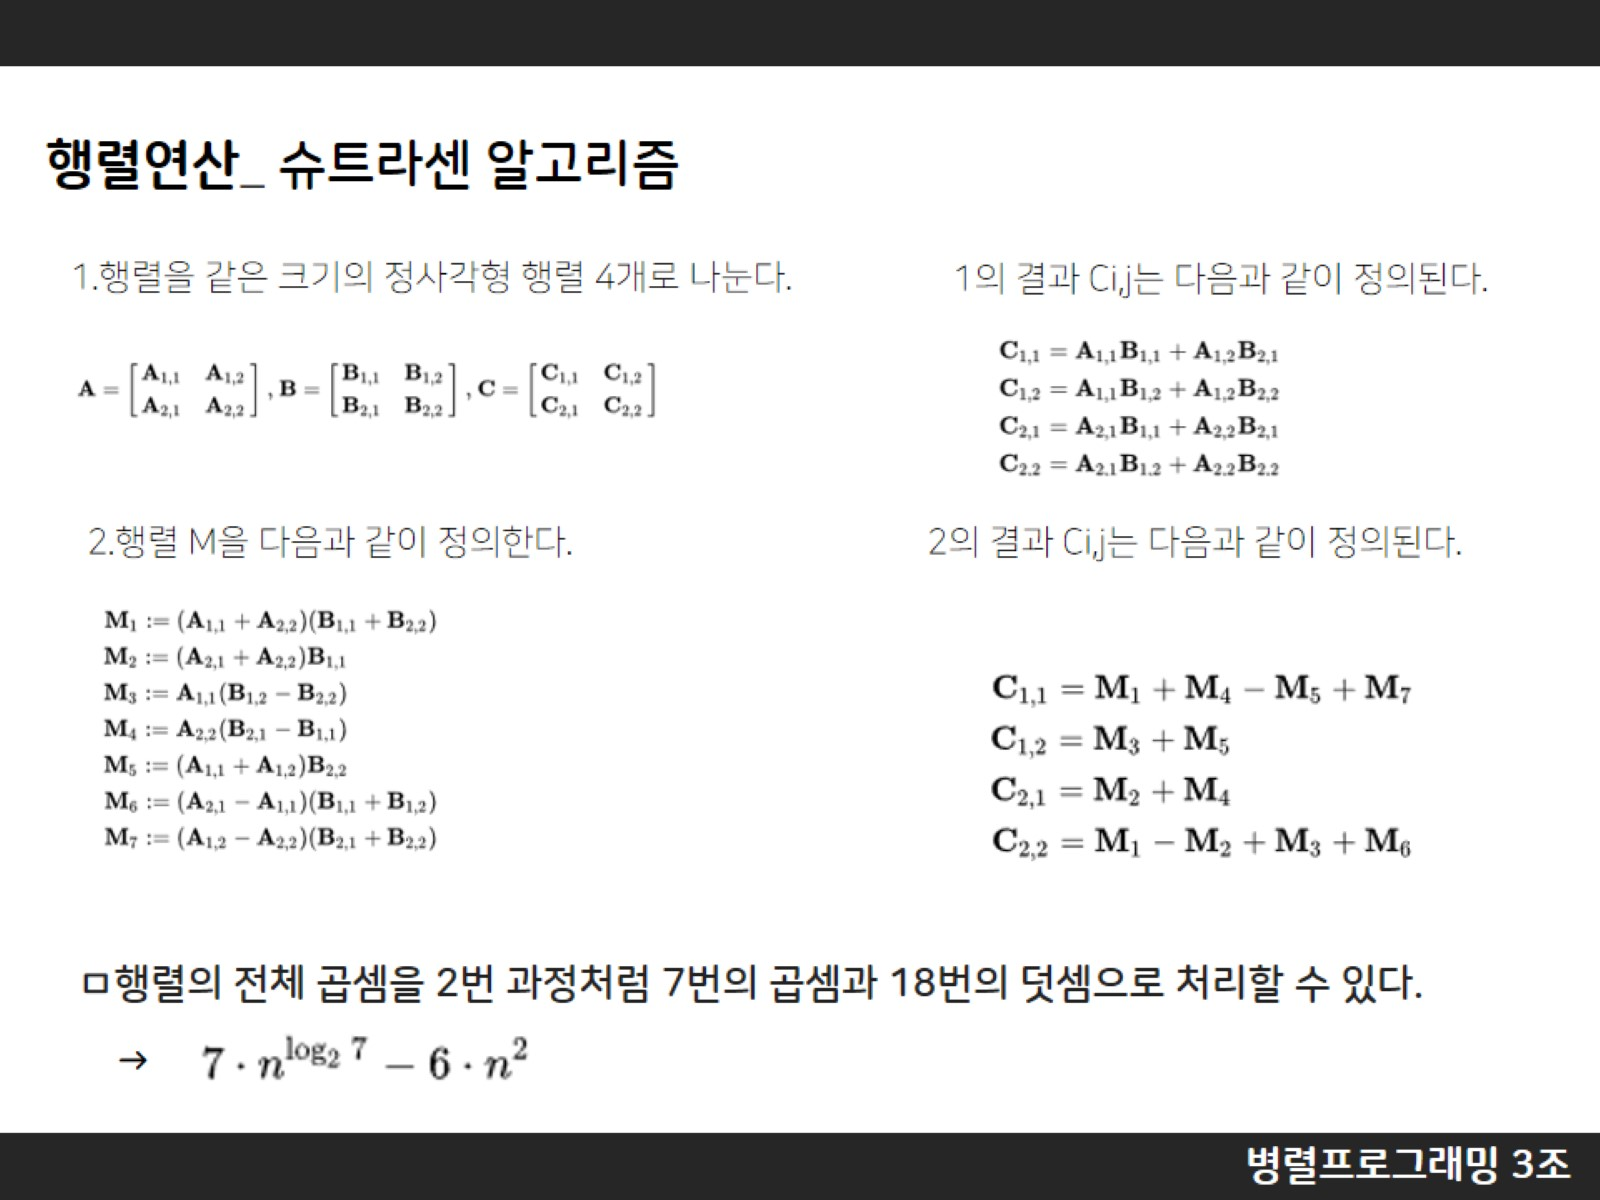 행렬연산_ 슈트라센 알고리즘
1.행렬을 같은 크기의 정사각형 행렬 4개로 나눈다.
A = [A1,1 A1,2
A2,1 A2,2], B = [B1,1 B1,2
B2,1 B2,2], C = [C1,1 C1,2
C2,1 C2,2]
1의 결과 Ci,j는 다음과 같이 정의된다.
C1,1 = A1,1B1,1 + A1,2B2,1
C1,2 = A1,1B1,2 + A1,2B2,2
C2,1 = A2,1B1,1 + A2,2B2,1
C2,2 = A2,1B1,2 + A2,2B2,2
2.행렬 M을 다음과 같이 정의한다.
M1 := (A1,1 + A2,2)(B1,1 + B2,2)
M2 := (A2,1 + A2,2)B1,1
M3 := A1,1(B1,2 − B2,2)
M4 := A2,2(B2,1 − B1,1)
M5 := (A1,1 + A1,2)B2,2
M6 := (A2,1 − A1,1)(B1,1 + B1,2)
M7 := (A1,2 − A2,2)(B2,1 + B2,2)
2의 결과 Ci,j는 다음과 같이 정의된다.
C1,1 = M1 + M4 − M5 + M7
C1,2 = M3 + M5
C2,1 = M2 + M4
C2,2 = M1 − M2 + M3 + M6
ㅁ행렬의 전체 곱셈을 2번 과정처럼 7번의 곱셈과 18번의 덧셈으로 처리할 수 있다.
→ 7 · n^log2 7 − 6 · n^2
병렬프로그래밍 3조